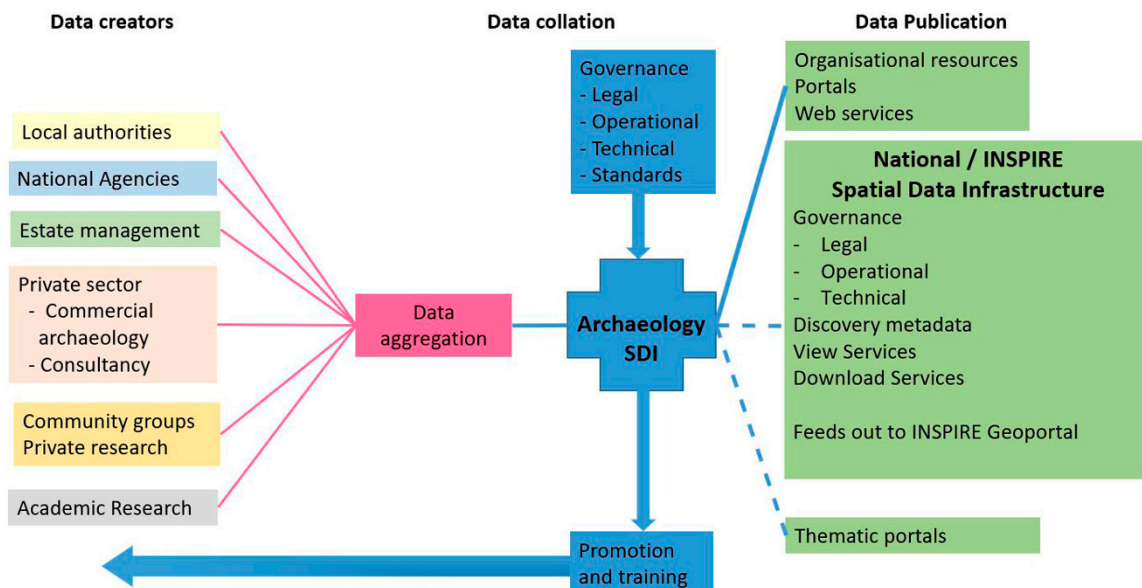 Data creators
Data collation
Data Publication
Local authorities
National Agencies
Estate management
Private sector
- Commercial
archaeology
- Consultancy
Community groups
Private research
Academic Research
Data
aggregation
Governance
- Legal
- Operational
- Technical
- Standards
Archaeology
SDI
Promotion
and training
Organisational resources
Portals
Web services
National / INSPIRE
Spatial Data Infrastructure
Governance
- Legal
- Operational
- Technical
Discovery metadata
View Services
Download Services
Feeds out to INSPIRE Geoportal
Thematic portals